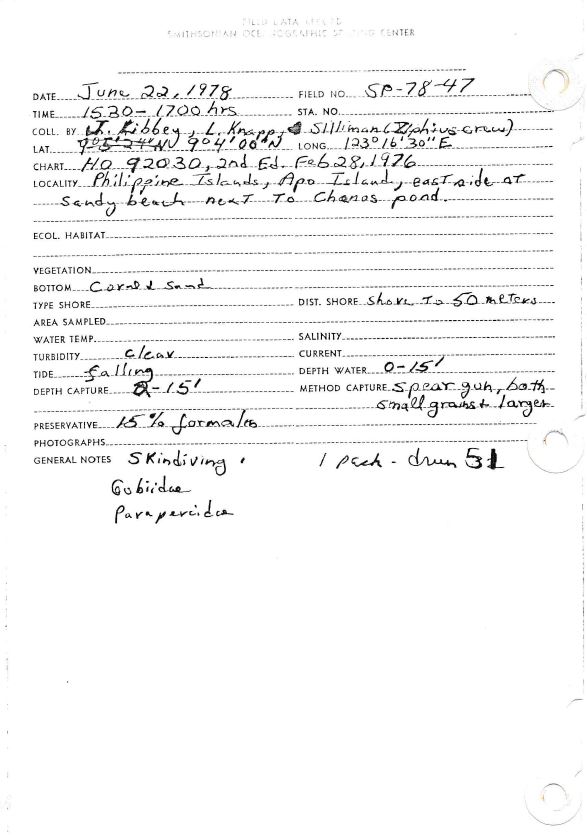 FIELD DATA SHEETS
SMITHSONIAN OCEANOGRAPHIC SORTING CENTER
DATE June 22, 1978 FIELD NO. SP-78-47
TIME 1530-1700 hrs STA. NO.
COLL. BY J. Libbey, L. Knapp, Silliman (Ziphius crew)
LAT. 9°5'24"N 9°4'00"N LONG. 123°16'30"E
CHART HO 92030, 2nd Ed. Feb 28, 1976
LOCALITY Philippine Islands, Apo Island, east side at
Sandy beach next To Chanos pond.
ECOL. HABITAT
VEGETATION
BOTTOM Coral & Sand
TYPE SHORE DIST. SHORE Shore To 50 meters
AREA SAMPLED
WATER TEMP. SALINITY
TURBIDITY clear CURRENT
TIDE falling DEPTH WATER 0-15'
DEPTH CAPTURE 2-15' METHOD CAPTURE Spear gun, both
small grains & larger
PRESERVATIVE 15% formalin
PHOTOGRAPHS
GENERAL NOTES SKindiving. 1 pack - drum 51
Gobiidae
Parapercidae